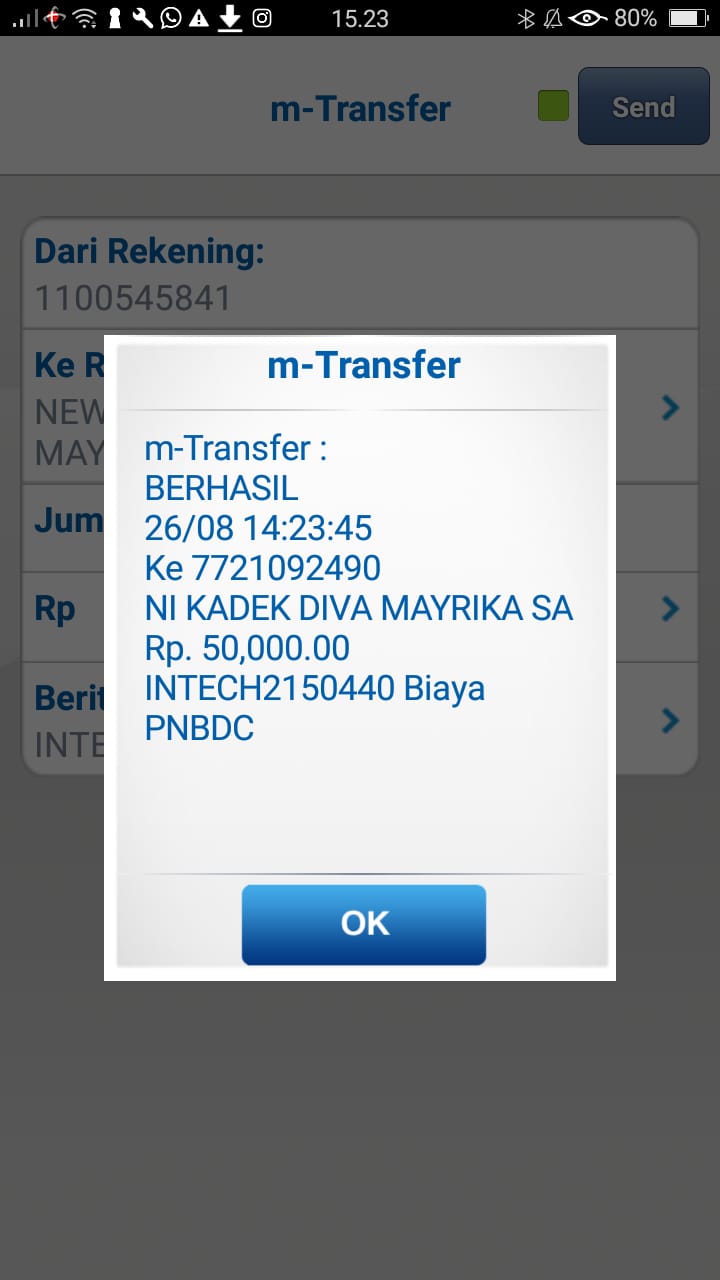 15.23
80%
m-Transfer
Send
Dari Rekening:
1100545841
Ke R
NEW
MAY
Jum
Rp
Berit
INTE
m-Transfer
m-Transfer :
BERHASIL
26/08 14:23:45
Ke 7721092490
NI KADEK DIVA MAYRIKA SA
Rp. 50,000.00
INTECH2150440 Biaya
PNBDC
OK